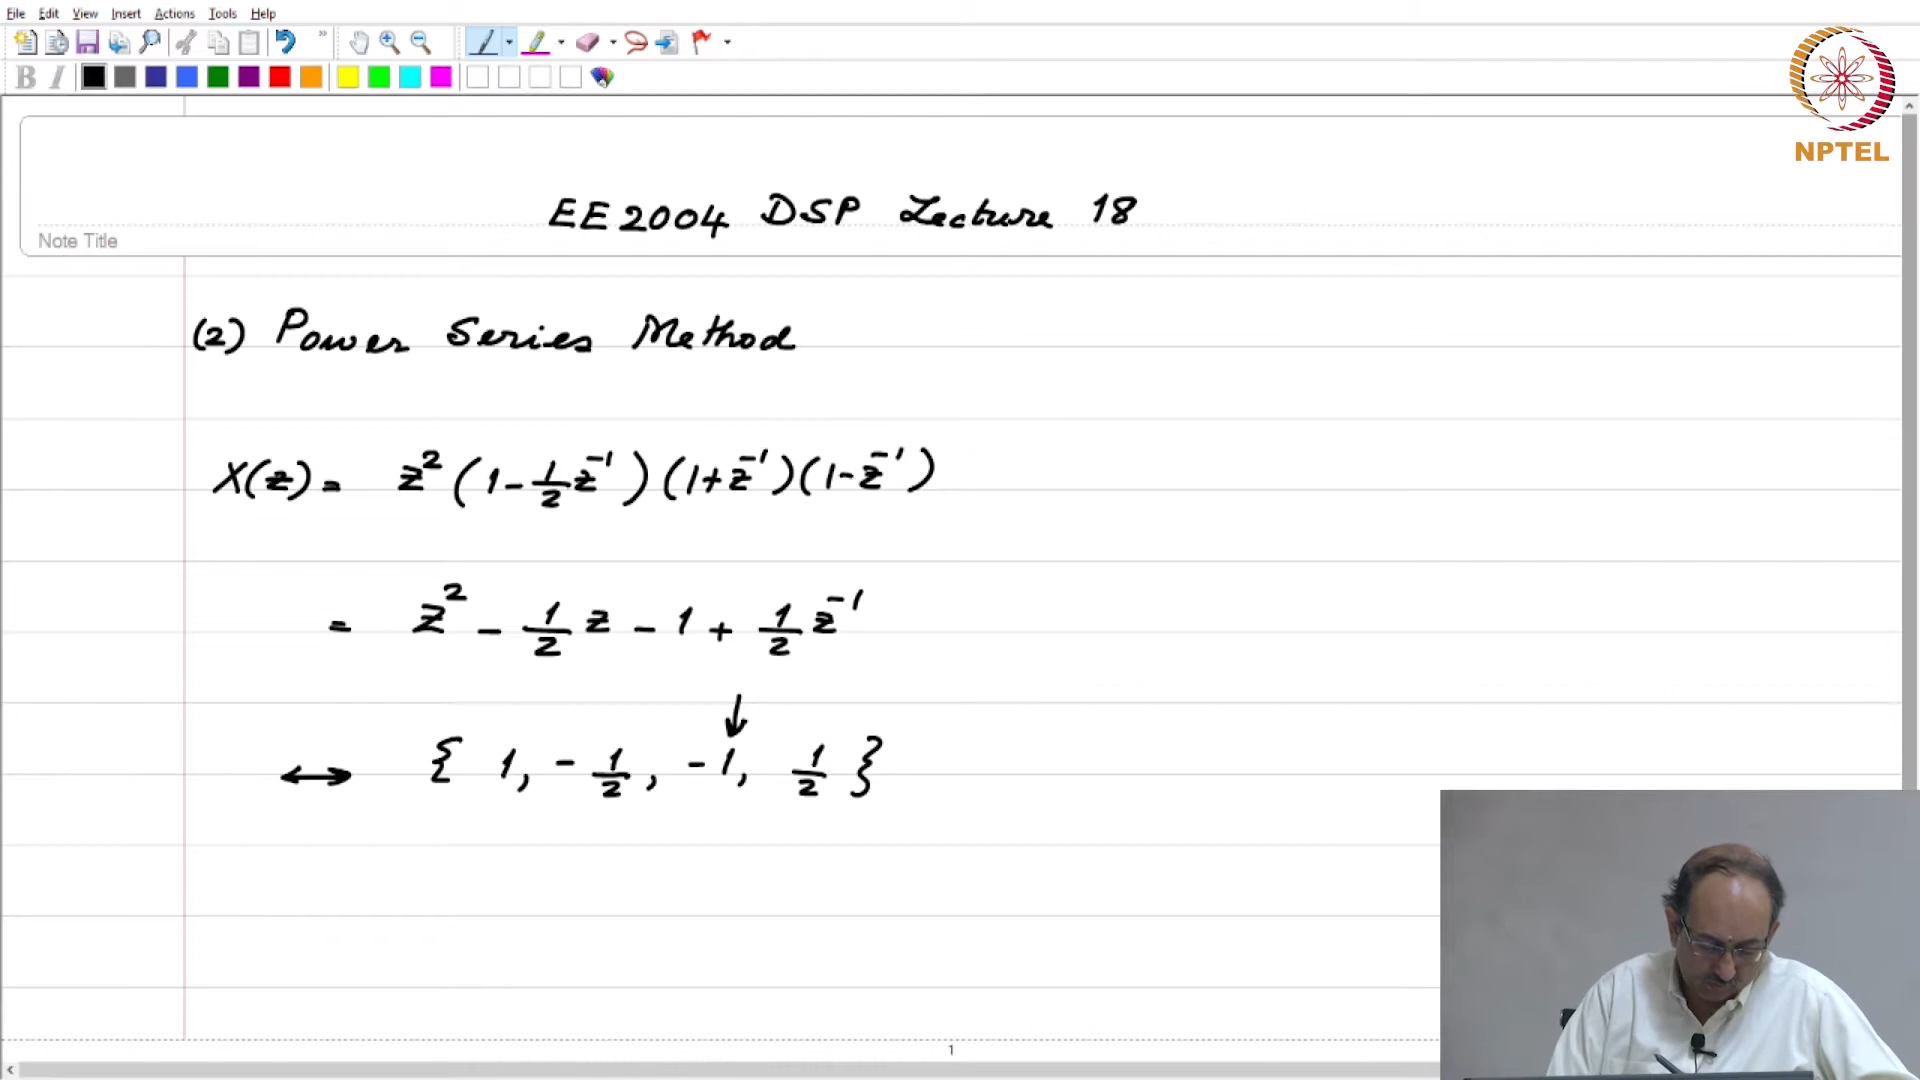 File Edit View Insert Actions Tools Help
B I
NPTEL
EE2004 DSP Lecture 18
Note Title
(2) Power Series Method
X(z) = z² (1 - 1/2 z⁻¹) (1 + z⁻¹) (1 - z⁻¹)
= z² - 1/2 z - 1 + 1/2 z⁻¹
↓
↔ { 1, - 1/2, -1, 1/2 }
1